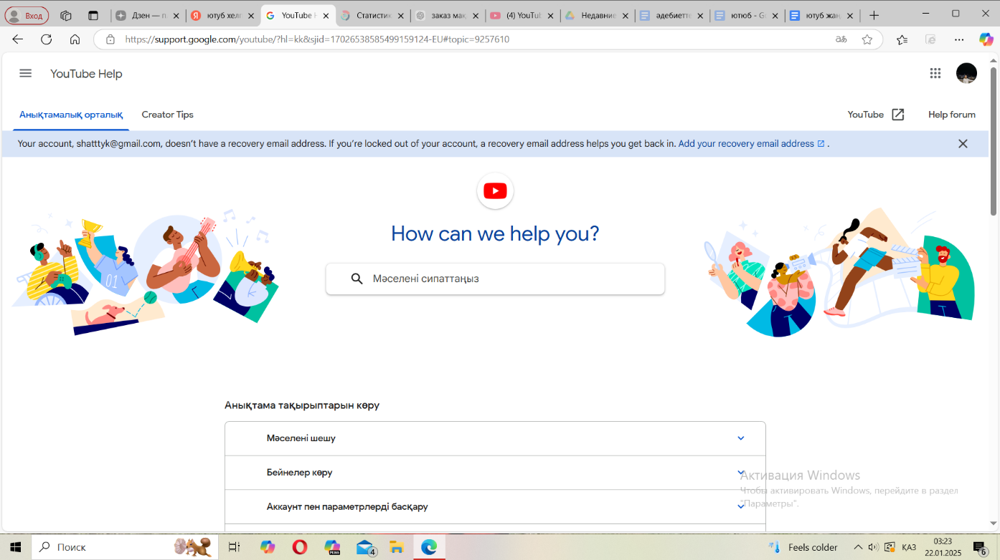 Вход
Дзен — п
ютуб хелп
YouTube H
Статистик
заказ мак
(4) YouTub
Недавние
адебиетте
ютюб - Go
ютуб жан
https://support.google.com/youtube/?hl=kk&sjid=17026538585499159124-EU#topic=9257610
YouTube Help
Анықтамалық орталық
Creator Tips
YouTube
Help forum
Your account, shatttyk@gmail.com, doesn't have a recovery email address. If you're locked out of your account, a recovery email address helps you get back in. Add your recovery email address .
How can we help you?
Мәселені сипаттаңыз
Анықтама тақырыптарын көру
Мәселені шешу
Бейнелер көру
Аккаунт пен параметрлерді басқару
Активация Windows
Чтобы активировать Windows, перейдите в раздел
"Параметры".
Поиск
4
Feels colder
ҚАЗ
03:23
22.01.2025
6